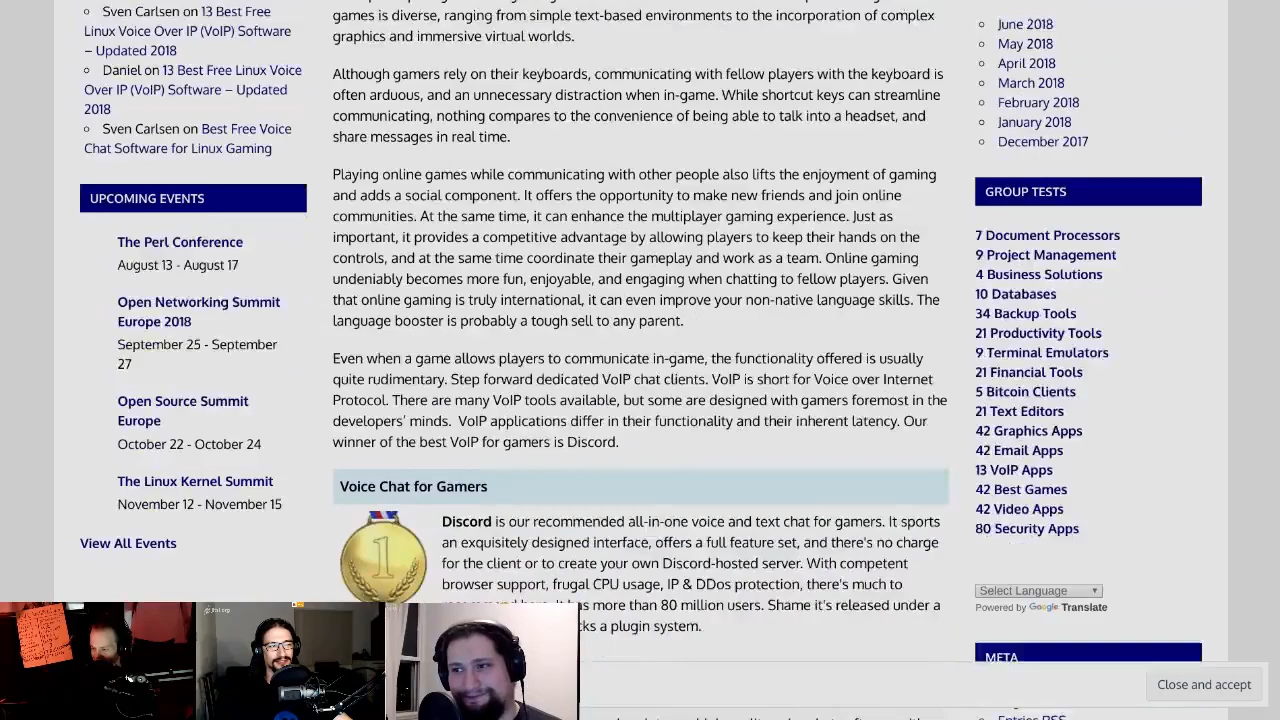 Sven Carlsen on 13 Best Free
Linux Voice Over IP (VoIP) Software
– Updated 2018
Daniel on 13 Best Free Linux Voice
Over IP (VoIP) Software – Updated
2018
Sven Carlsen on Best Free Voice
Chat Software for Linux Gaming
UPCOMING EVENTS
The Perl Conference
August 13 - August 17
Open Networking Summit
Europe 2018
September 25 - September
27
Open Source Summit
Europe
October 22 - October 24
The Linux Kernel Summit
November 12 - November 15
View All Events
games is diverse, ranging from simple text-based environments to the incorporation of complex
graphics and immersive virtual worlds.
Although gamers rely on their keyboards, communicating with fellow players with the keyboard is
often arduous, and an unnecessary distraction when in-game. While shortcut keys can streamline
communicating, nothing compares to the convenience of being able to talk into a headset, and
share messages in real time.
Playing online games while communicating with other people also lifts the enjoyment of gaming
and adds a social component. It offers the opportunity to make new friends and join online
communities. At the same time, it can enhance the multiplayer gaming experience. Just as
important, it provides a competitive advantage by allowing players to keep their hands on the
controls, and at the same time coordinate their gameplay and work as a team. Online gaming
undeniably becomes more fun, enjoyable, and engaging when chatting to fellow players. Given
that online gaming is truly international, it can even improve your non-native language skills. The
language booster is probably a tough sell to any parent.
Even when a game allows players to communicate in-game, the functionality offered is usually
quite rudimentary. Step forward dedicated VoIP chat clients. VoIP is short for Voice over Internet
Protocol. There are many VoIP tools available, but some are designed with gamers foremost in the
developers' minds.  VoIP applications differ in their functionality and their inherent latency. Our
winner of the best VoIP for gamers is Discord.
Voice Chat for Gamers
1
Discord is our recommended all-in-one voice and text chat for gamers. It sports
an exquisitely designed interface, offers a full feature set, and there's no charge
for the client or to create your own Discord-hosted server. With competent
browser support, frugal CPU usage, IP & DDos protection, there's much to
has more than 80 million users. Shame it's released under a
a plugin system.
June 2018
May 2018
April 2018
March 2018
February 2018
January 2018
December 2017
GROUP TESTS
7 Document Processors
9 Project Management
4 Business Solutions
10 Databases
34 Backup Tools
21 Productivity Tools
9 Terminal Emulators
21 Financial Tools
5 Bitcoin Clients
21 Text Editors
42 Graphics Apps
42 Email Apps
13 VoIP Apps
42 Best Games
42 Video Apps
80 Security Apps
Select Language
Powered by Google Translate
META
Close and accept